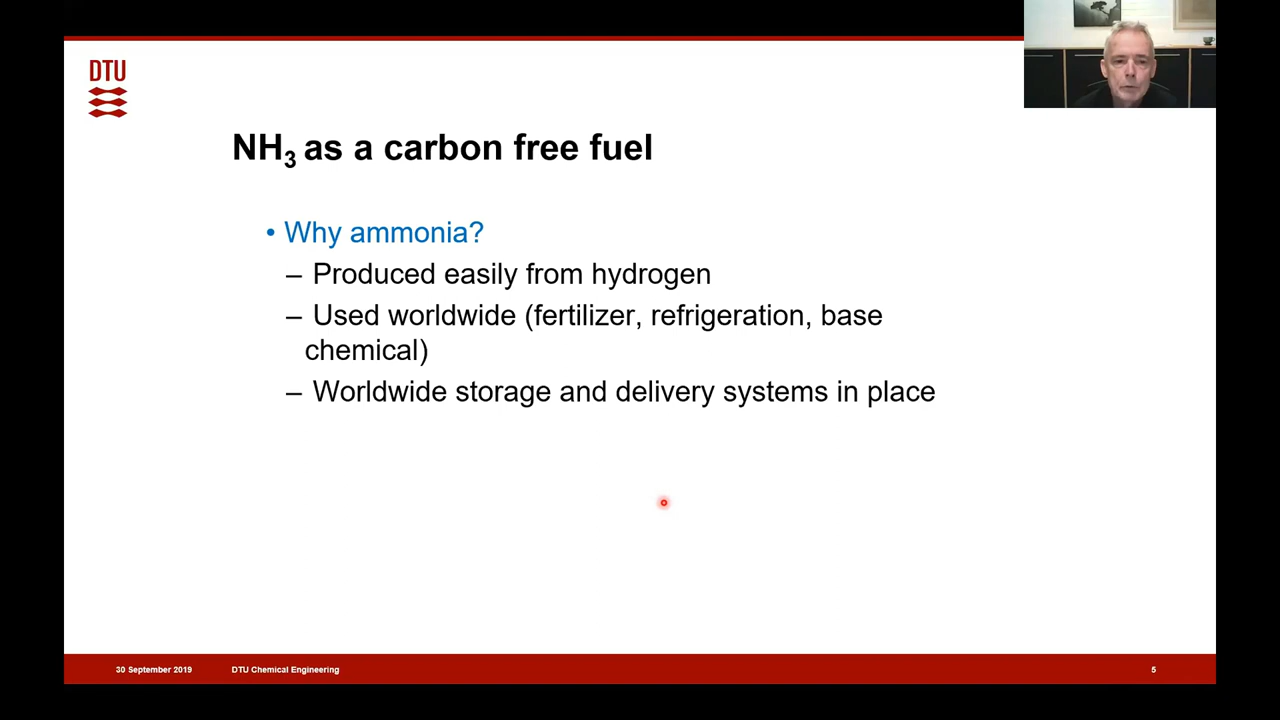 DTU
NH₃ as a carbon free fuel
• Why ammonia?
– Produced easily from hydrogen
– Used worldwide (fertilizer, refrigeration, base
chemical)
– Worldwide storage and delivery systems in place
30 September 2019 DTU Chemical Engineering 5